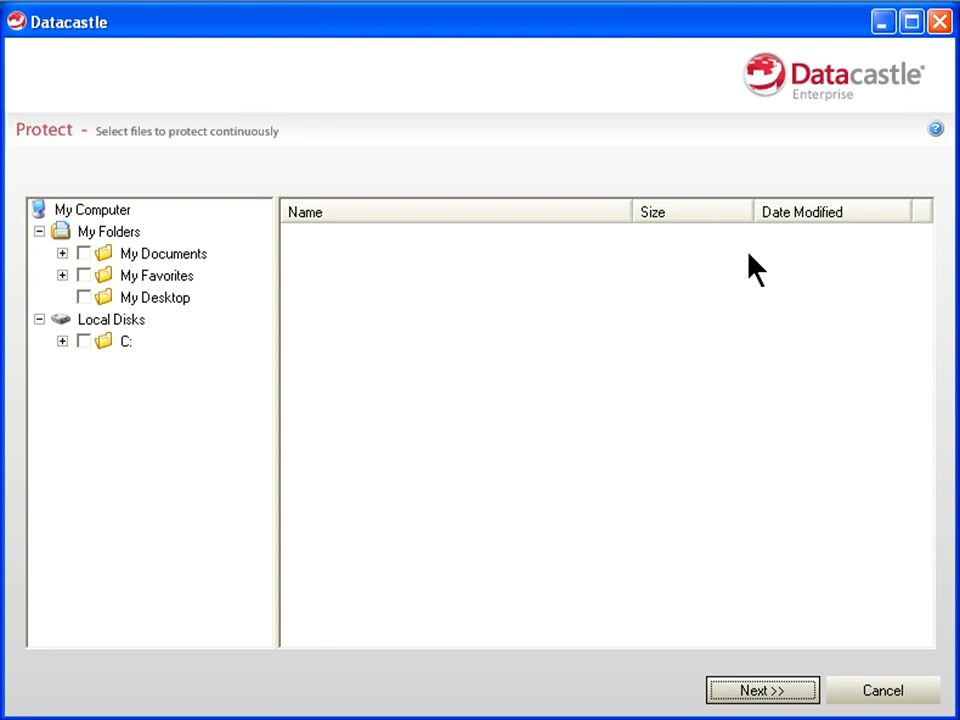 Datacastle
Datacastle
Enterprise
Protect - Select files to protect continuously
My Computer
My Folders
My Documents
My Favorites
My Desktop
Local Disks
C:
Name Size Date Modified
Next >> Cancel